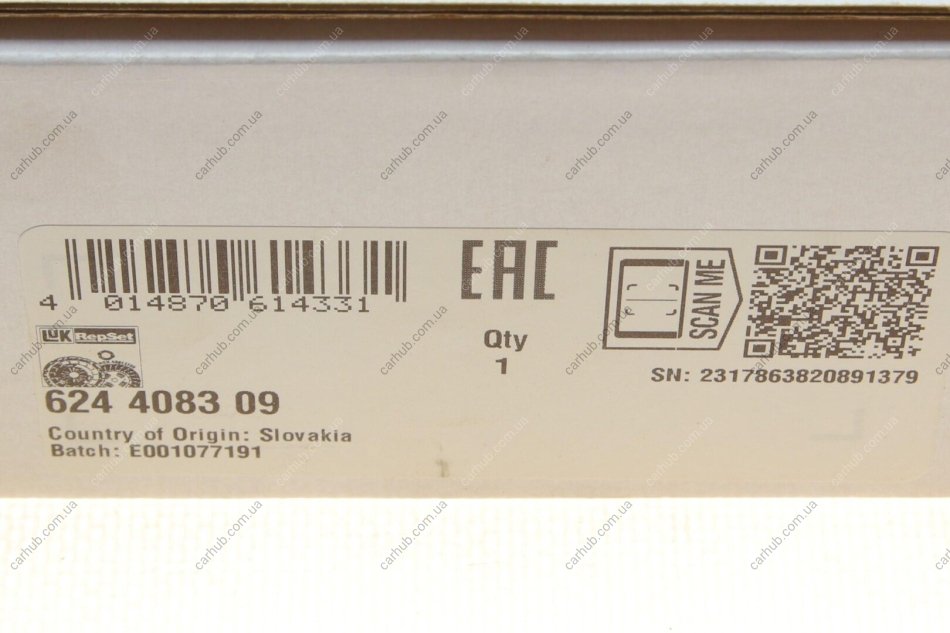 4 014870 614331
EAC
SCAN ME
LuK RepSet
Qty
1
SN: 2317863820891379
624 4083 09
Country of Origin: Slovakia
Batch: E001077191
carhub.com.ua